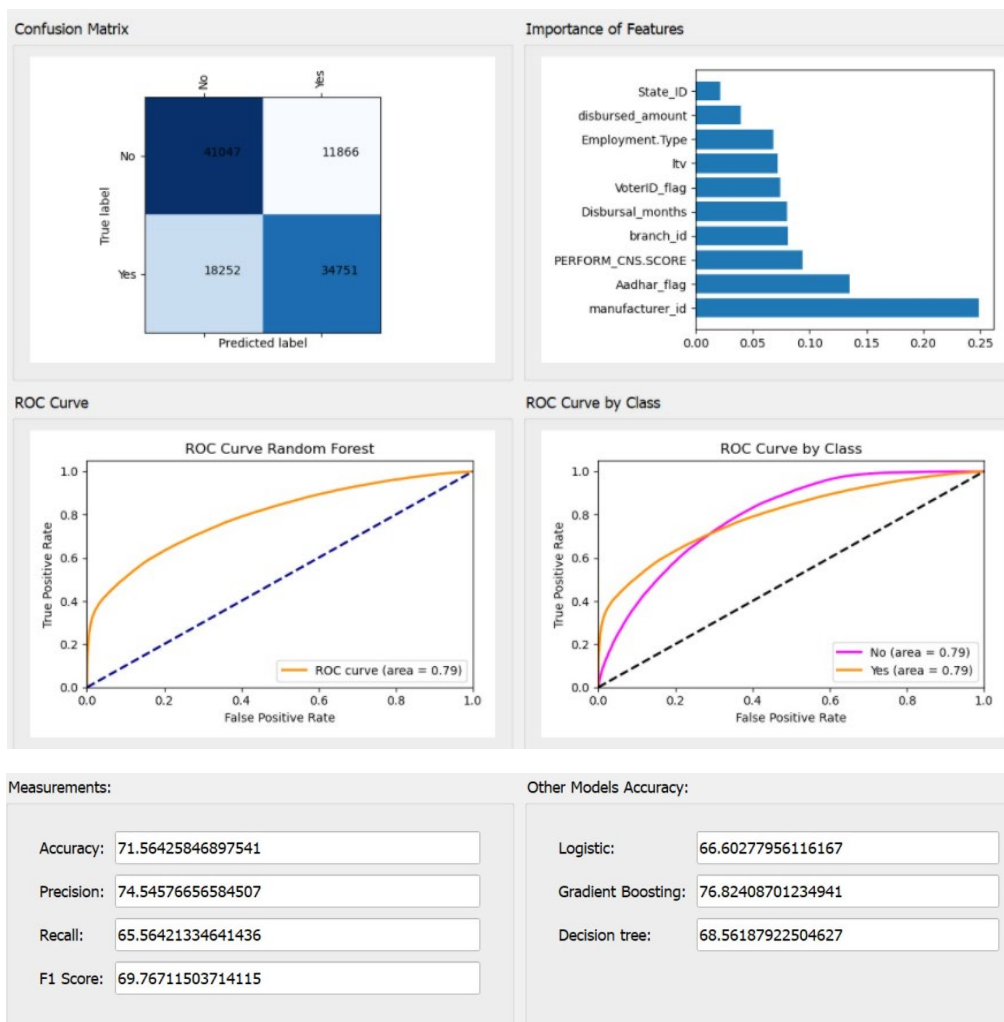 Confusion Matrix
No
Yes
No
41047
11866
Yes
18252
34751
True label
Predicted label
Importance of Features
State_ID
disbursed_amount
Employment.Type
ltv
VoterID_flag
Disbursal_months
branch_id
PERFORM_CNS.SCORE
Aadhar_flag
manufacturer_id
0.00 0.05 0.10 0.15 0.20 0.25
ROC Curve
ROC Curve Random Forest
True Positive Rate
1.0
0.8
0.6
0.4
0.2
0.0
ROC curve (area = 0.79)
0.0 0.2 0.4 0.6 0.8 1.0
False Positive Rate
ROC Curve by Class
ROC Curve by Class
True Positive Rate
1.0
0.8
0.6
0.4
0.2
0.0
No (area = 0.79)
Yes (area = 0.79)
0.0 0.2 0.4 0.6 0.8 1.0
False Positive Rate
Measurements:
Accuracy: 71.56425846897541
Precision: 74.54576656584507
Recall: 65.56421334641436
F1 Score: 69.76711503714115
Other Models Accuracy:
Logistic: 66.60277956116167
Gradient Boosting: 76.82408701234941
Decision tree: 68.56187922504627